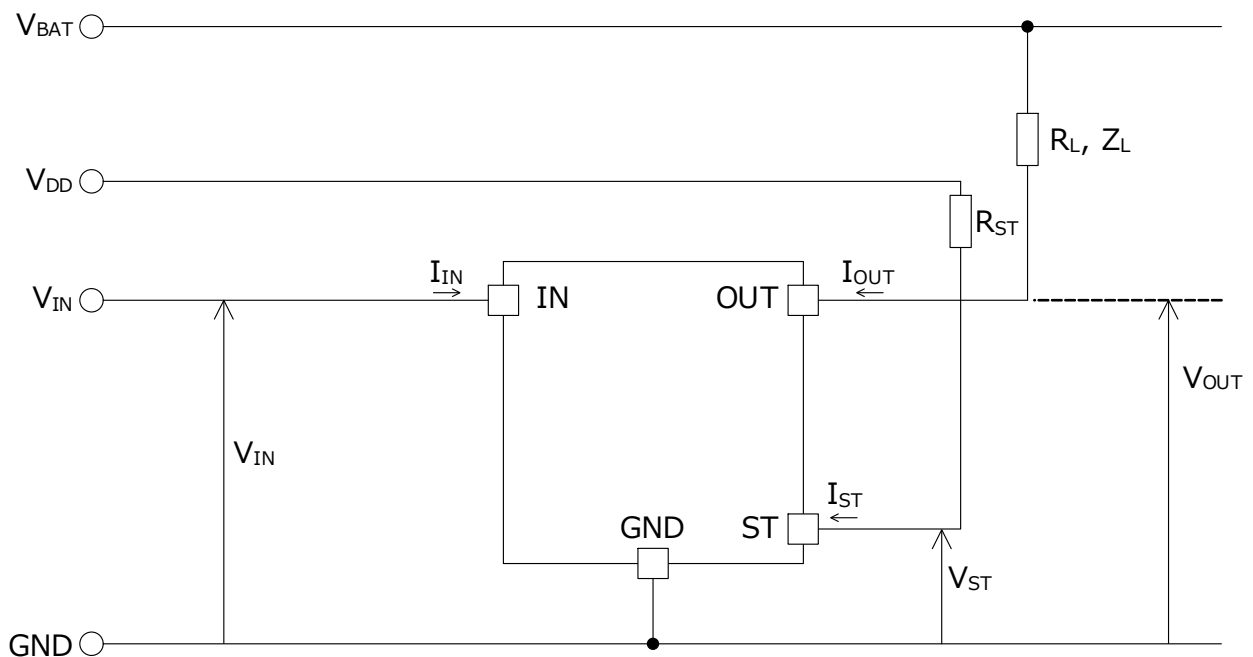 VBAT
RL, ZL
VDD
RST
IIN
IOUT
VIN
IN
OUT
VOUT
VIN
IST
GND
ST
VST
GND